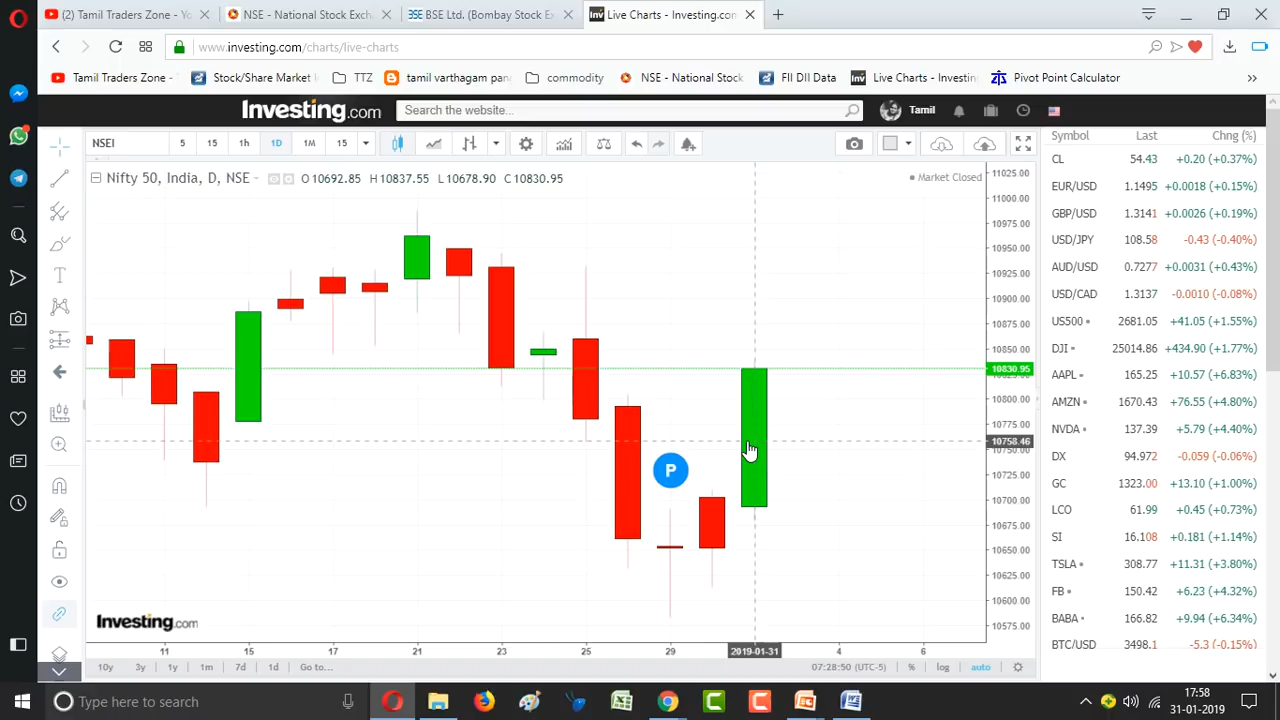 (2) Tamil Traders Zone - Yo
NSE - National Stock Exch
BSE Ltd. (Bombay Stock Ex
Live Charts - Investing.com
www.investing.com/charts/live-charts
Tamil Traders Zone -
Stock/Share Market I
TTZ
tamil varthagam pan
commodity
NSE - National Stock
FII DII Data
Live Charts - Investin
Pivot Point Calculator
Investing.com
Search the website...
Tamil
NSEI
5
15
1h
1D
1M
15
Nifty 50, India, D, NSE
O 10692.85 H 10837.55 L 10678.90 C 10830.95
Market Closed
11025.00
11000.00
10975.00
10950.00
10925.00
10900.00
10875.00
10850.00
10830.95
10825.00
10800.00
10775.00
10758.46
10750.00
10725.00
10700.00
10675.00
10650.00
10625.00
10600.00
10575.00
P
Investing.com
11
15
17
21
23
25
29
2019-01-31
4
6
10y 3y 1y 1m 7d 1d Go to...
07:28:50 (UTC-5) % log auto
Symbol Last Chng (%)
CL 54.43 +0.20 (+0.37%)
EUR/USD 1.1495 +0.0018 (+0.15%)
GBP/USD 1.3141 +0.0026 (+0.19%)
USD/JPY 108.58 -0.43 (-0.40%)
AUD/USD 0.7277 +0.0031 (+0.43%)
USD/CAD 1.3137 -0.0010 (-0.08%)
US500 2681.05 +41.05 (+1.55%)
DJI 25014.86 +434.90 (+1.77%)
AAPL 165.25 +10.57 (+6.83%)
AMZN 1670.43 +76.55 (+4.80%)
NVDA 137.39 +5.79 (+4.40%)
DX 94.972 -0.059 (-0.06%)
GC 1323.00 +13.10 (+1.00%)
LCO 61.99 +0.45 (+0.73%)
SI 16.108 +0.181 (+1.14%)
TSLA 308.77 +11.31 (+3.80%)
FB 150.42 +6.23 (+4.32%)
BABA 166.82 +9.94 (+6.34%)
BTC/USD 3498.1 -5.3 (-0.15%)
Type here to search
17:58
31-01-2019